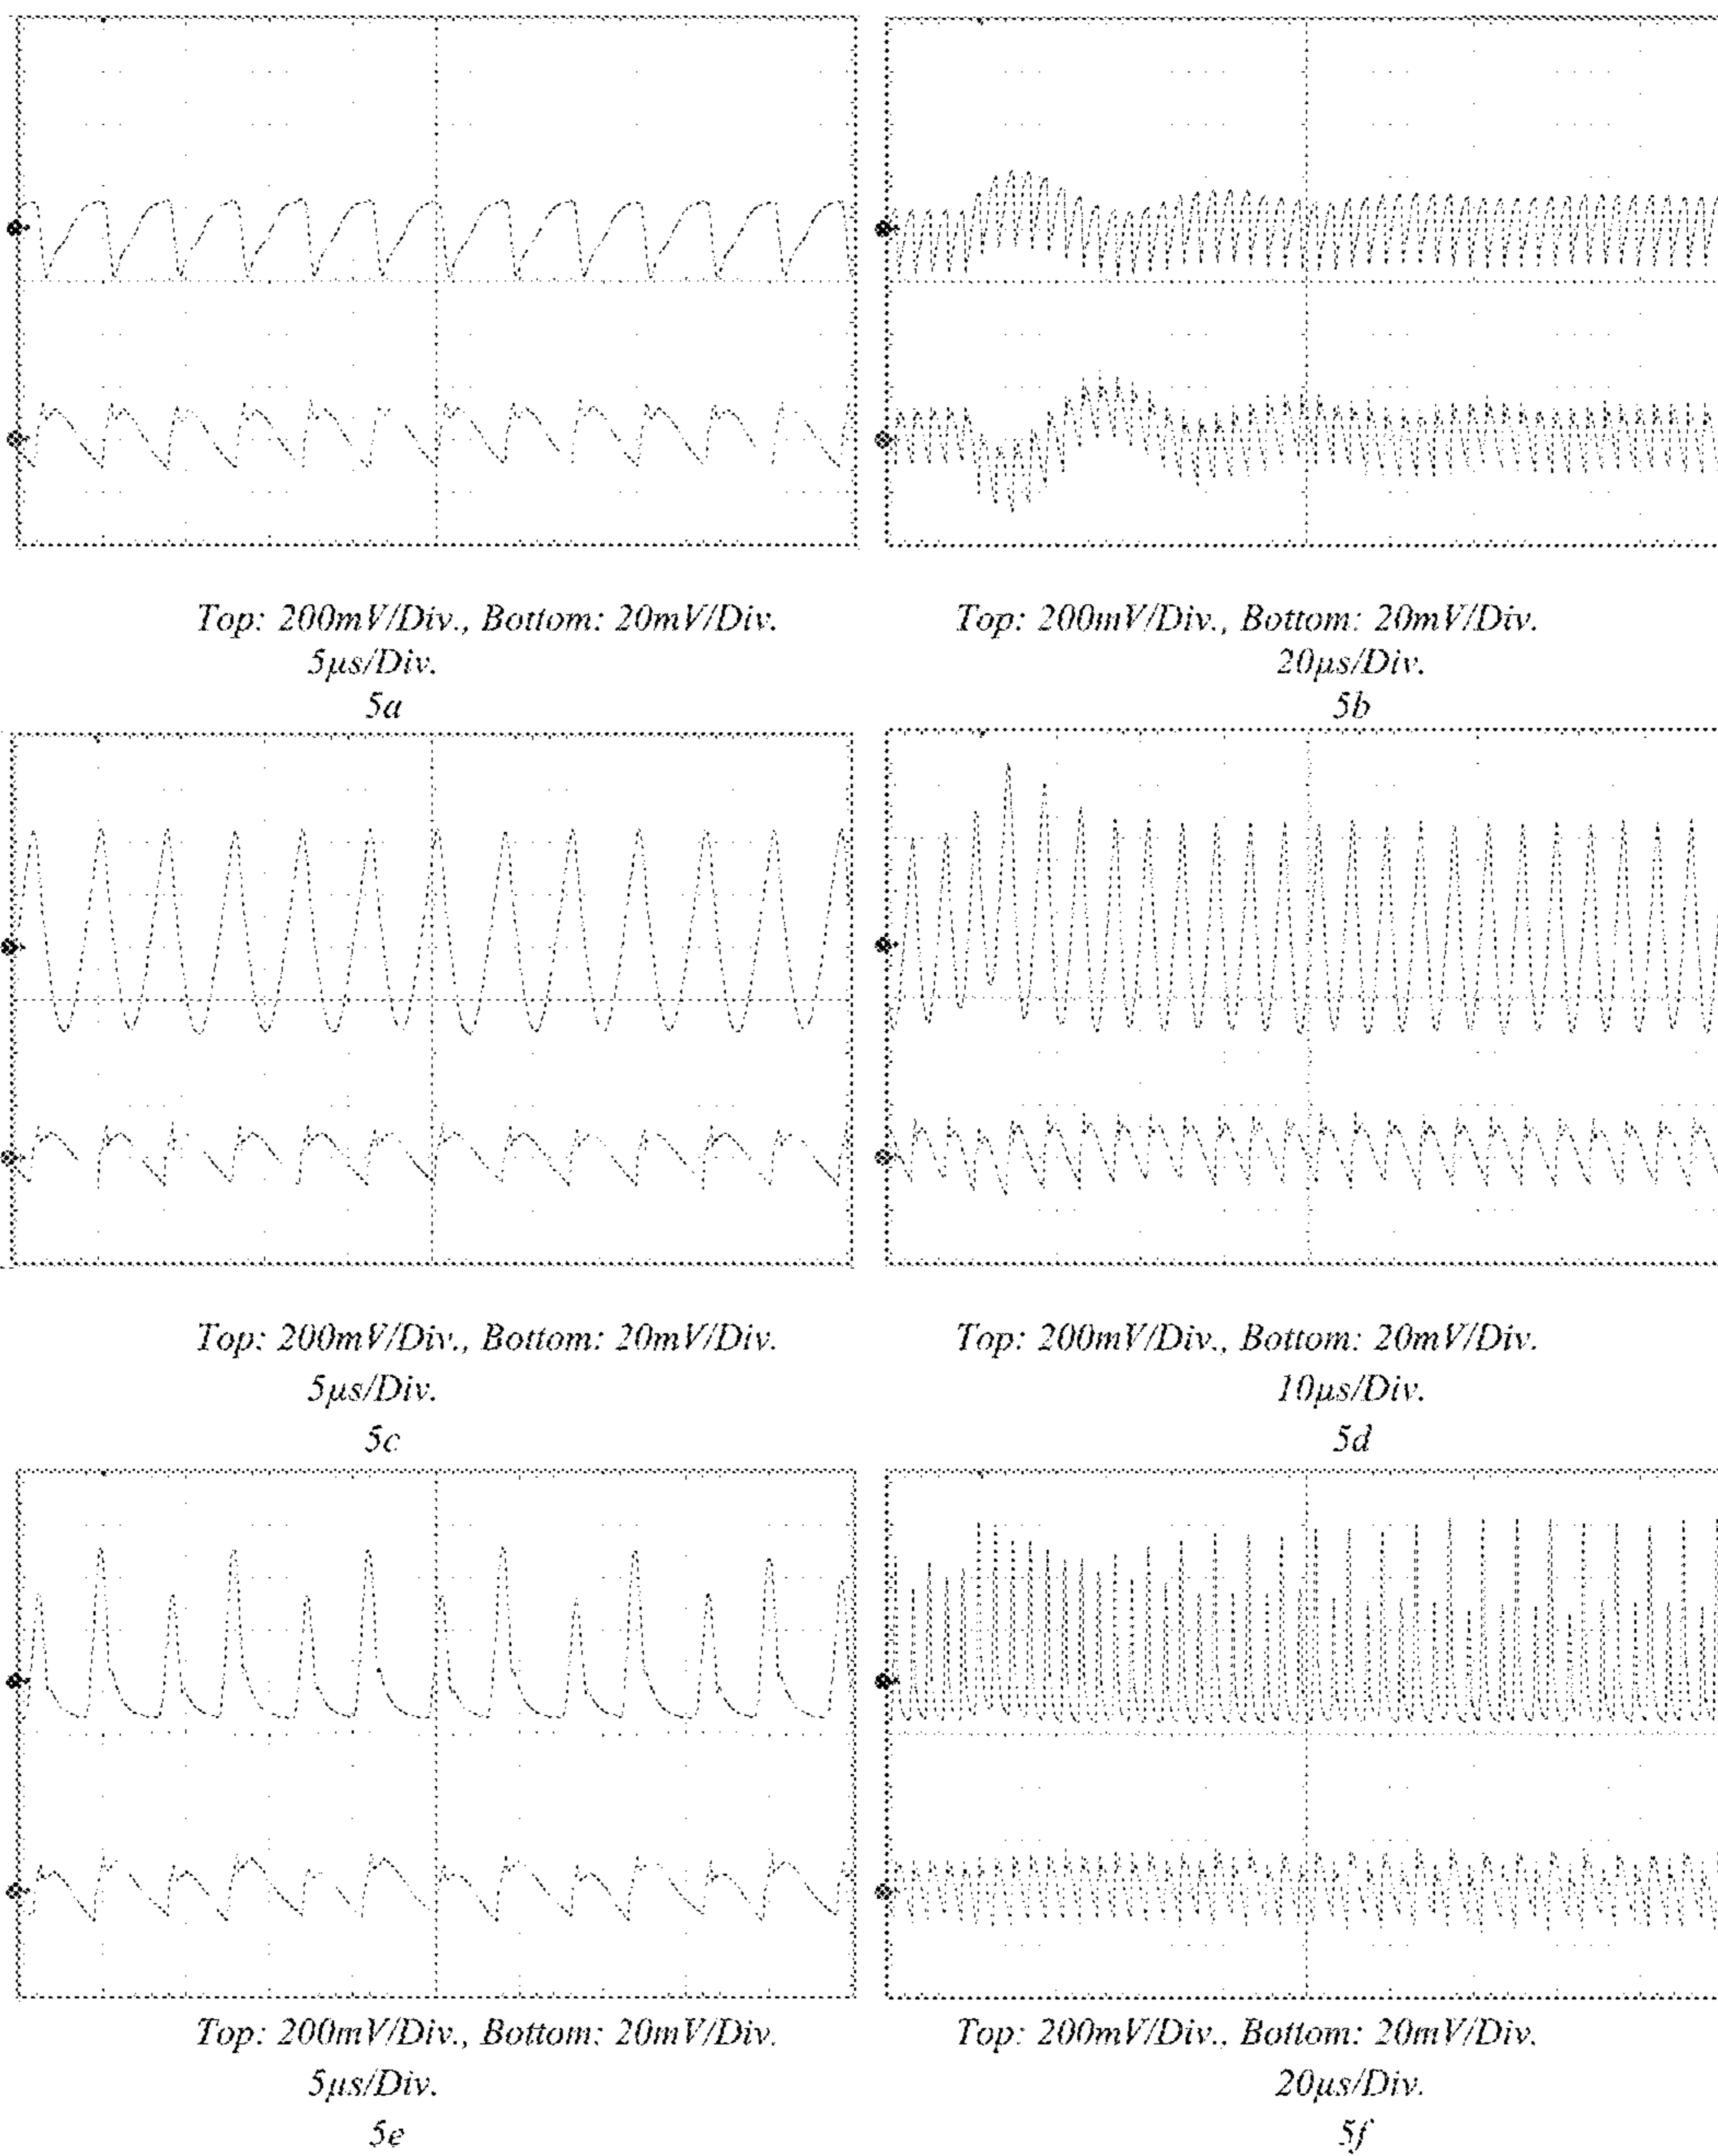 Top: 200mV/Div., Bottom: 20mV/Div.
5µs/Div.
5a
Top: 200mV/Div., Bottom: 20mV/Div.
20µs/Div.
5b
Top: 200mV/Div., Bottom: 20mV/Div.
5µs/Div.
5c
Top: 200mV/Div., Bottom: 20mV/Div.
10µs/Div.
5d
Top: 200mV/Div., Bottom: 20mV/Div.
5µs/Div.
5e
Top: 200mV/Div., Bottom: 20mV/Div.
20µs/Div.
5f